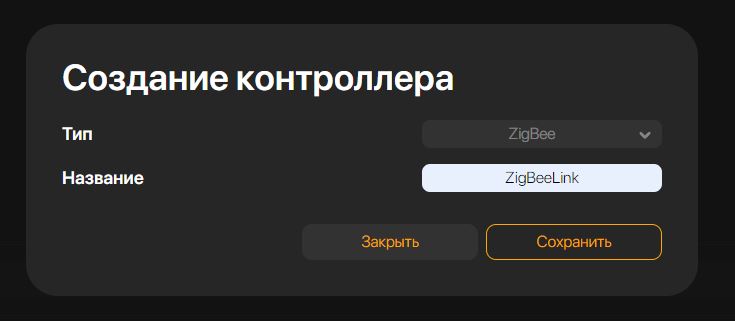 Создание контроллера
Тип ZigBee
Название ZigBeeLink
Закрыть Сохранить